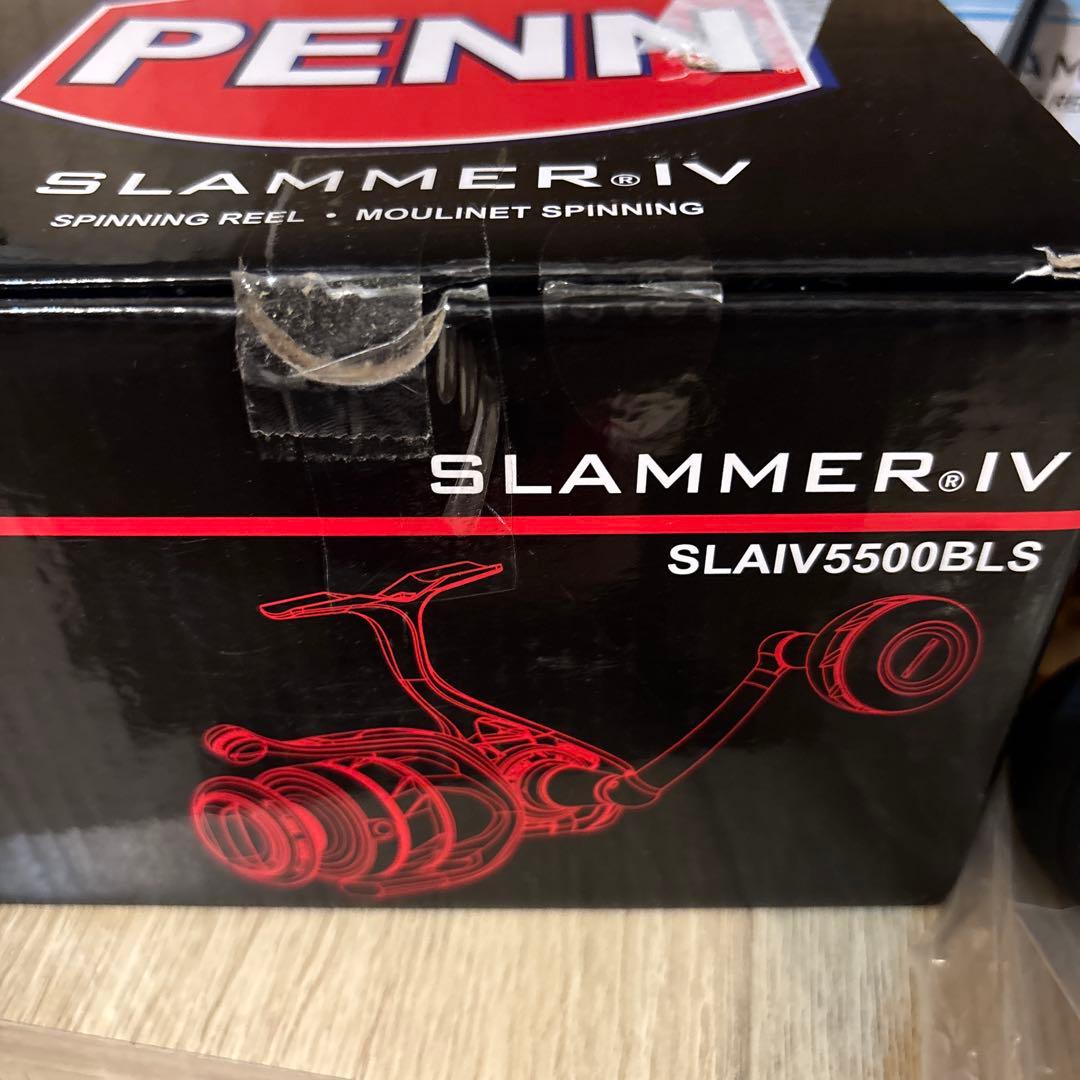 PENN®
SLAMMER®IV
SPINNING REEL • MOULINET SPINNING
SLAMMER®IV
SLAIV5500BLS